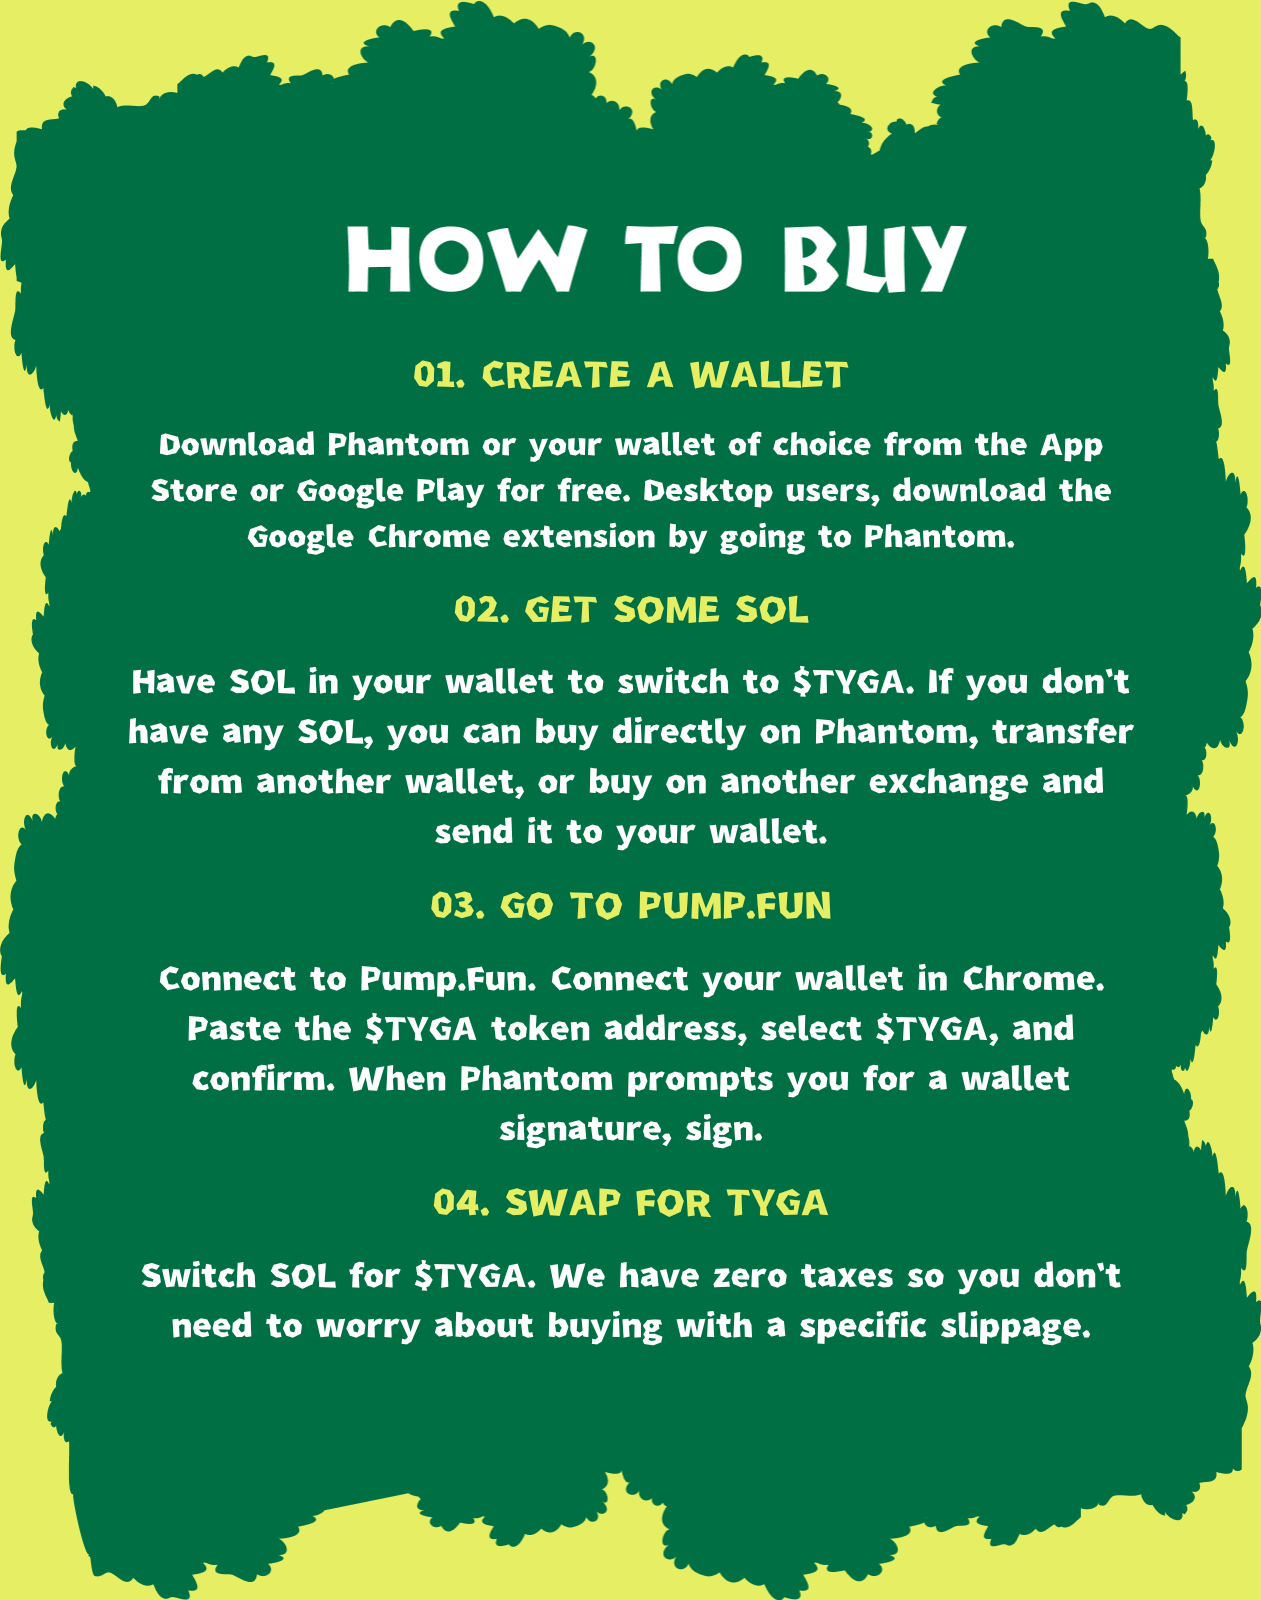 HOW TO BUY
01. CREATE A WALLET
Download Phantom or your wallet of choice from the App
Store or Google Play for free. Desktop users, download the
Google Chrome extension by going to Phantom.
02. GET SOME SOL
Have SOL in your wallet to switch to $TYGA. If you don't
have any SOL, you can buy directly on Phantom, transfer
from another wallet, or buy on another exchange and
send it to your wallet.
03. GO TO PUMP.FUN
Connect to Pump.Fun. Connect your wallet in Chrome.
Paste the $TYGA token address, select $TYGA, and
confirm. When Phantom prompts you for a wallet
signature, sign.
04. SWAP FOR TYGA
Switch SOL for $TYGA. We have zero taxes so you don't
need to worry about buying with a specific slippage.